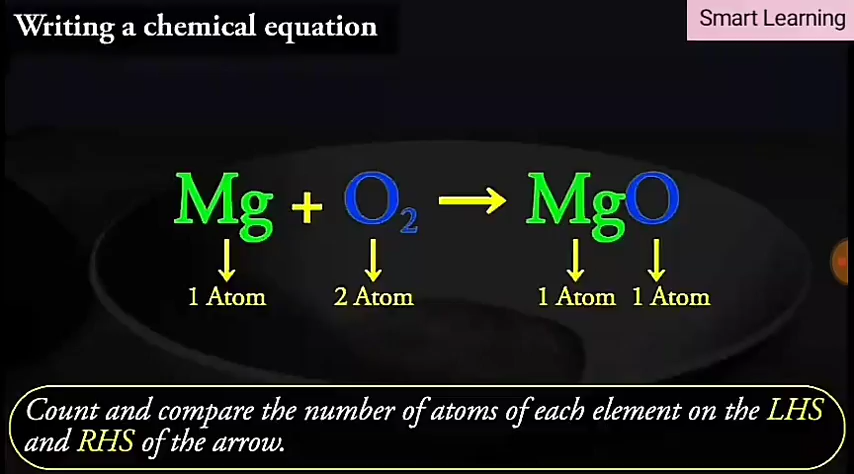 Writing a chemical equation
Smart Learning
Mg + O₂ → MgO
1 Atom 2 Atom 1 Atom 1 Atom
Count and compare the number of atoms of each element on the LHS
and RHS of the arrow.